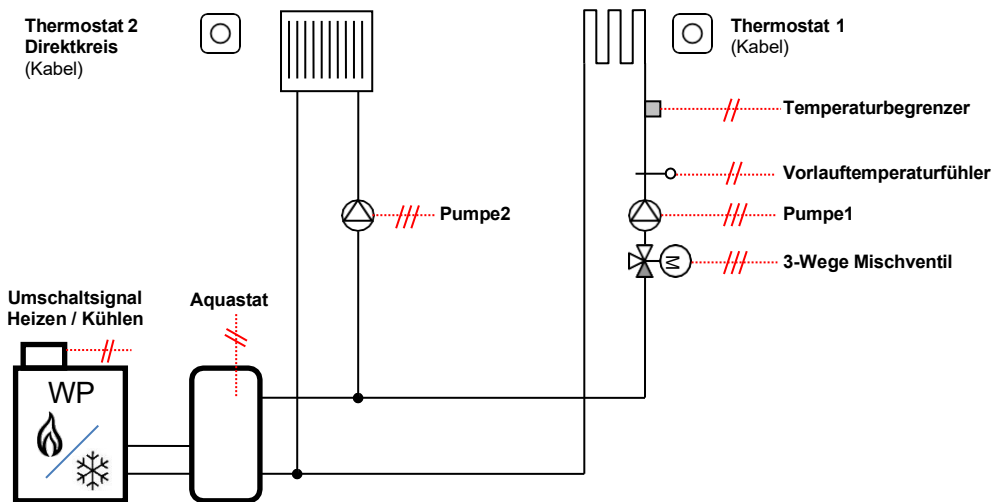 Thermostat 2
Direktkreis
(Kabel)
Thermostat 1
(Kabel)
Temperaturbegrenzer
Vorlauftemperaturfühler
Pumpe2
Pumpe1
M
3-Wege Mischventil
Umschaltsignal
Heizen / Kühlen
Aquastat
WP